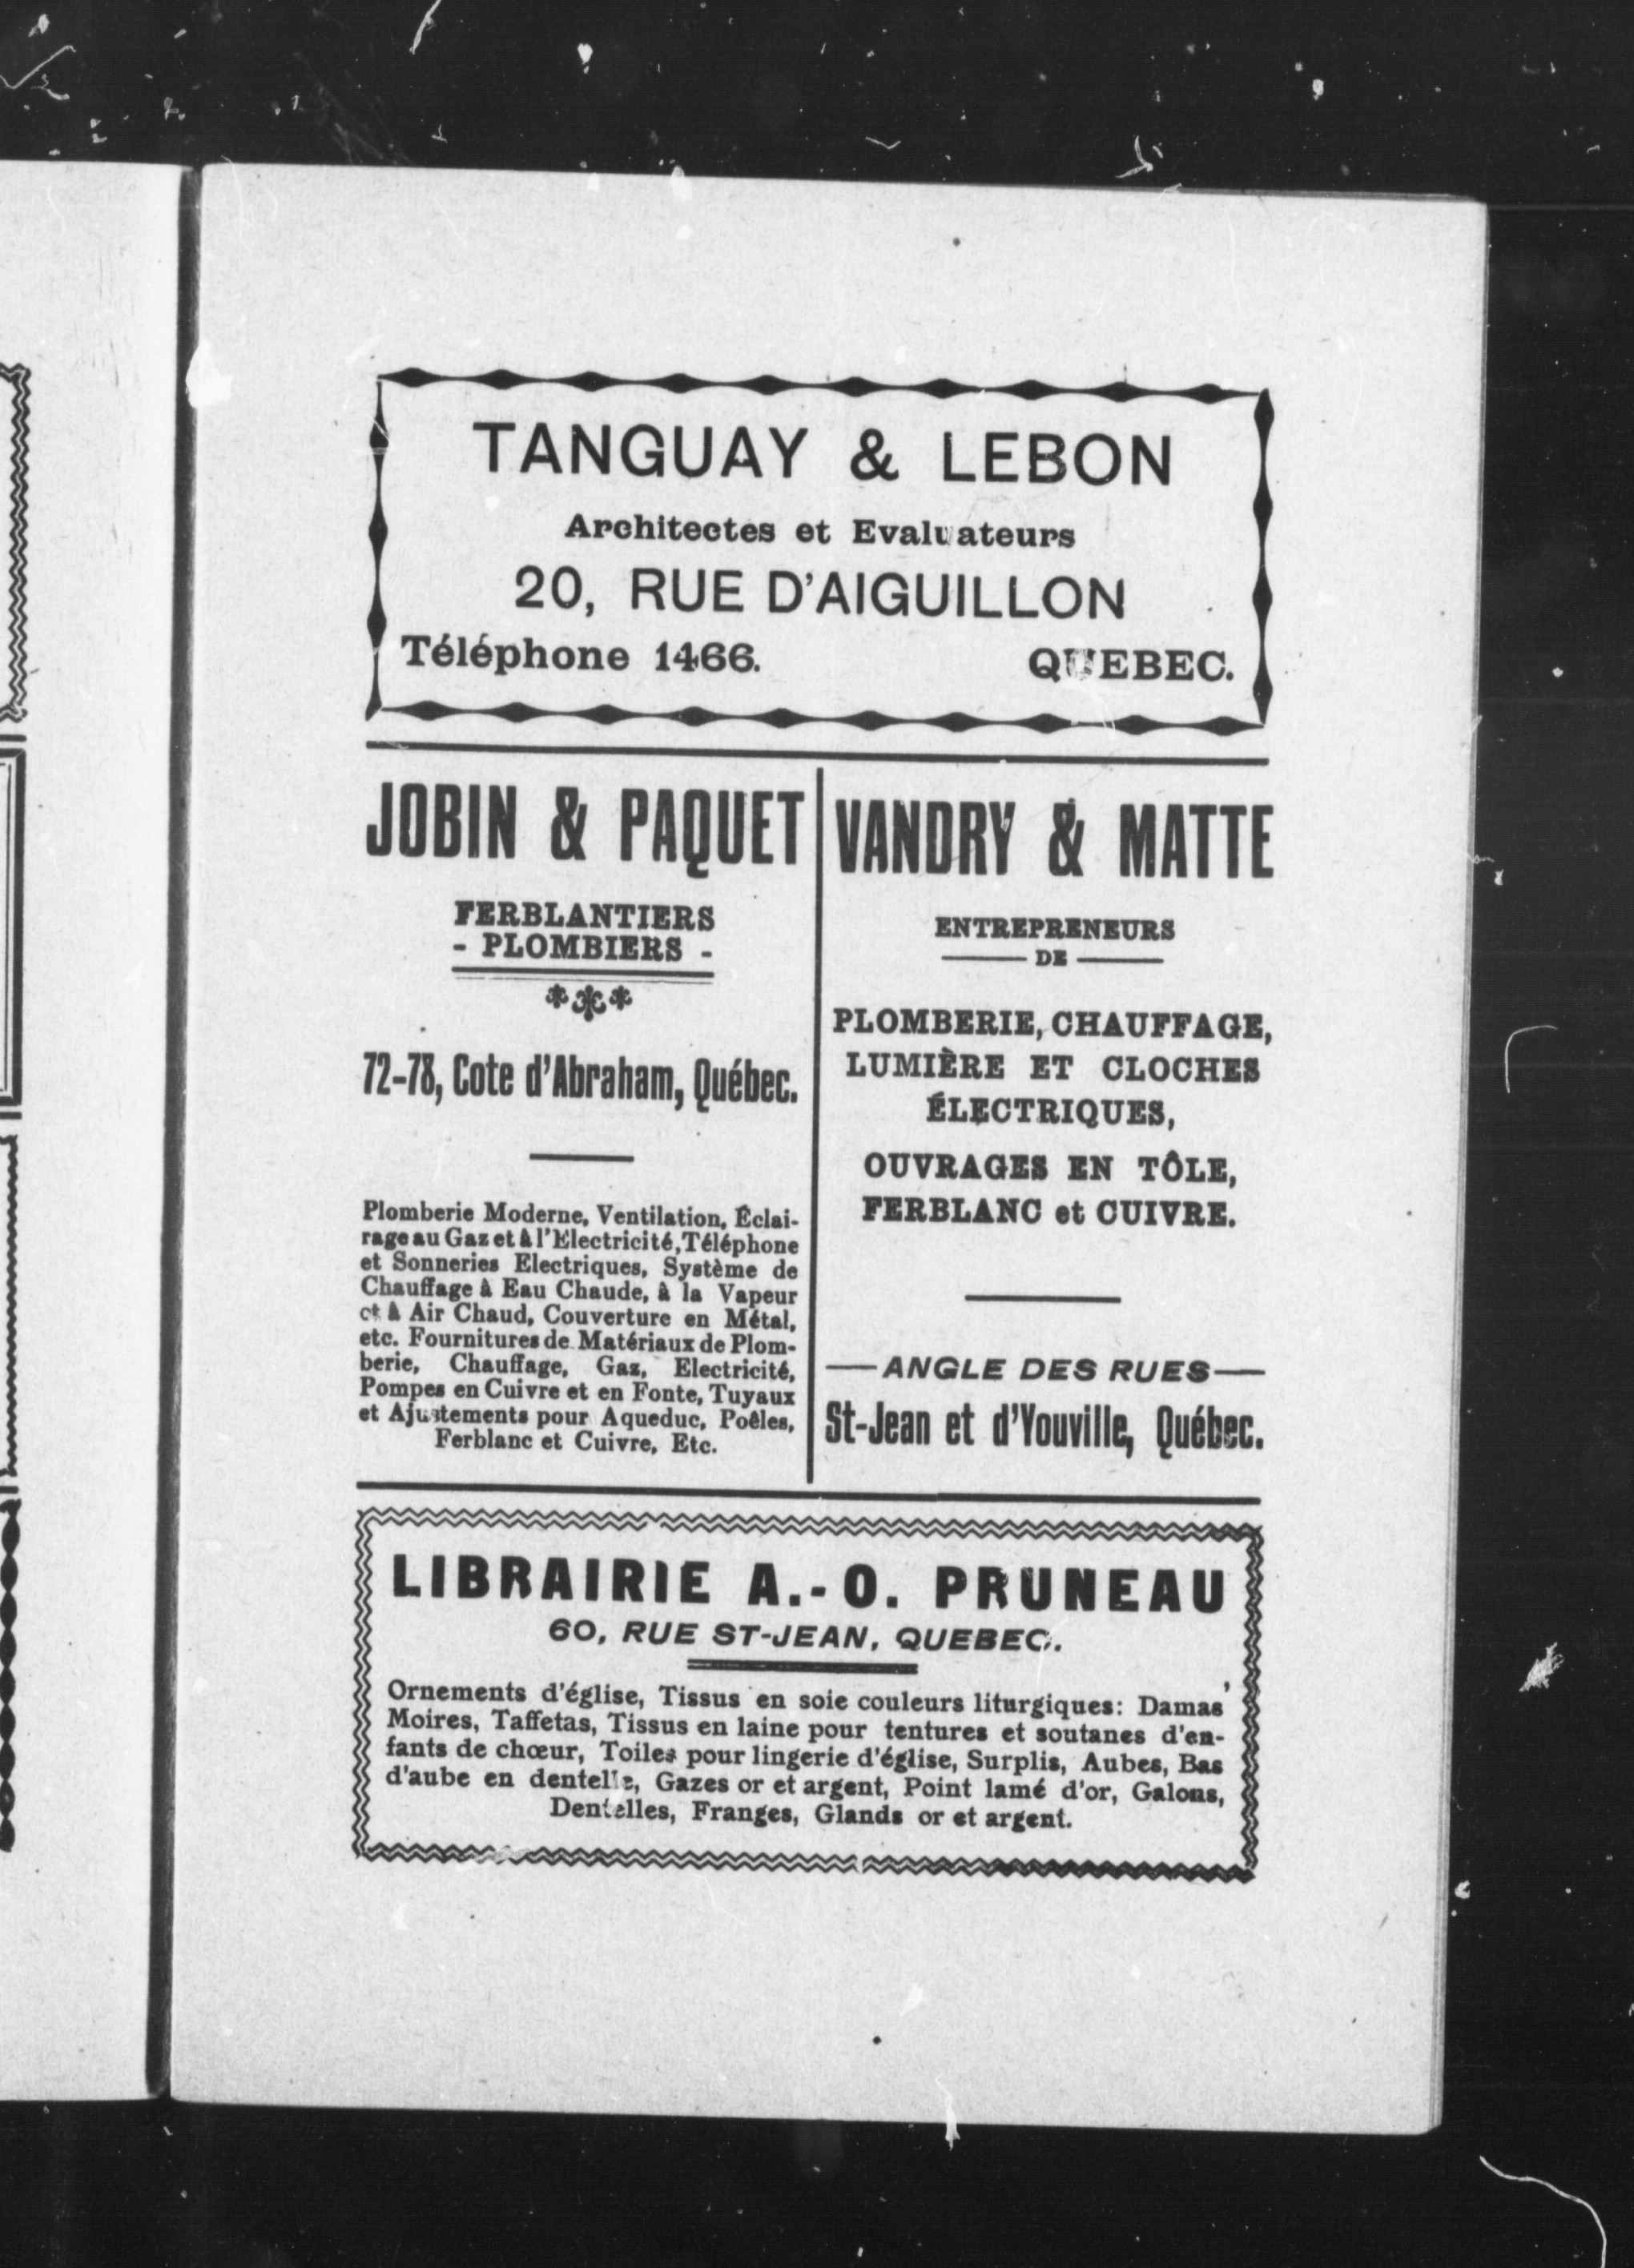 TANGUAY & LEBON
Architectes et Evaluateurs
20, RUE D'AIGUILLON
Téléphone 1466. QUEBEC.
JOBIN & PAQUET
FERBLANTIERS
- PLOMBIERS -
72-78, Cote d'Abraham, Québec.
Plomberie Moderne, Ventilation, Éclai-
rage au Gaz et à l'Electricité, Téléphone
et Sonneries Electriques, Système de
Chauffage à Eau Chaude, à la Vapeur
et à Air Chaud, Couverture en Métal,
etc. Fournitures de Matériaux de Plom-
berie, Chauffage, Gaz, Electricité,
Pompes en Cuivre et en Fonte, Tuyaux
et Ajustements pour Aqueduc, Poêles,
Ferblanc et Cuivre, Etc.
VANDRY & MATTE
ENTREPRENEURS
DE
PLOMBERIE, CHAUFFAGE,
LUMIÈRE ET CLOCHES
ÉLECTRIQUES,
OUVRAGES EN TÔLE,
FERBLANC et CUIVRE.
ANGLE DES RUES
St-Jean et d'Youville, Québec.
LIBRAIRIE A.-O. PRUNEAU
60, RUE ST-JEAN, QUEBEC.
Ornements d'église, Tissus en soie couleurs liturgiques: Damas'
Moires, Taffetas, Tissus en laine pour tentures et soutanes d'en-
fants de chœur, Toiles pour lingerie d'église, Surplis, Aubes, Bas
d'aube en dentelle, Gazes or et argent, Point lamé d'or, Galons,
Dentelles, Franges, Glands or et argent.